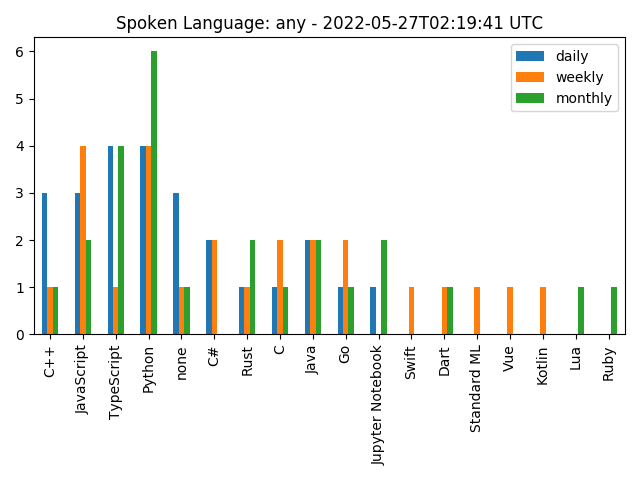 Spoken Language: any - 2022-05-27T02:19:41 UTC
daily
weekly
monthly
6
5
4
3
2
1
0
C++
JavaScript
TypeScript
Python
none
C#
Rust
C
Java
Go
Jupyter Notebook
Swift
Dart
Standard ML
Vue
Kotlin
Lua
Ruby